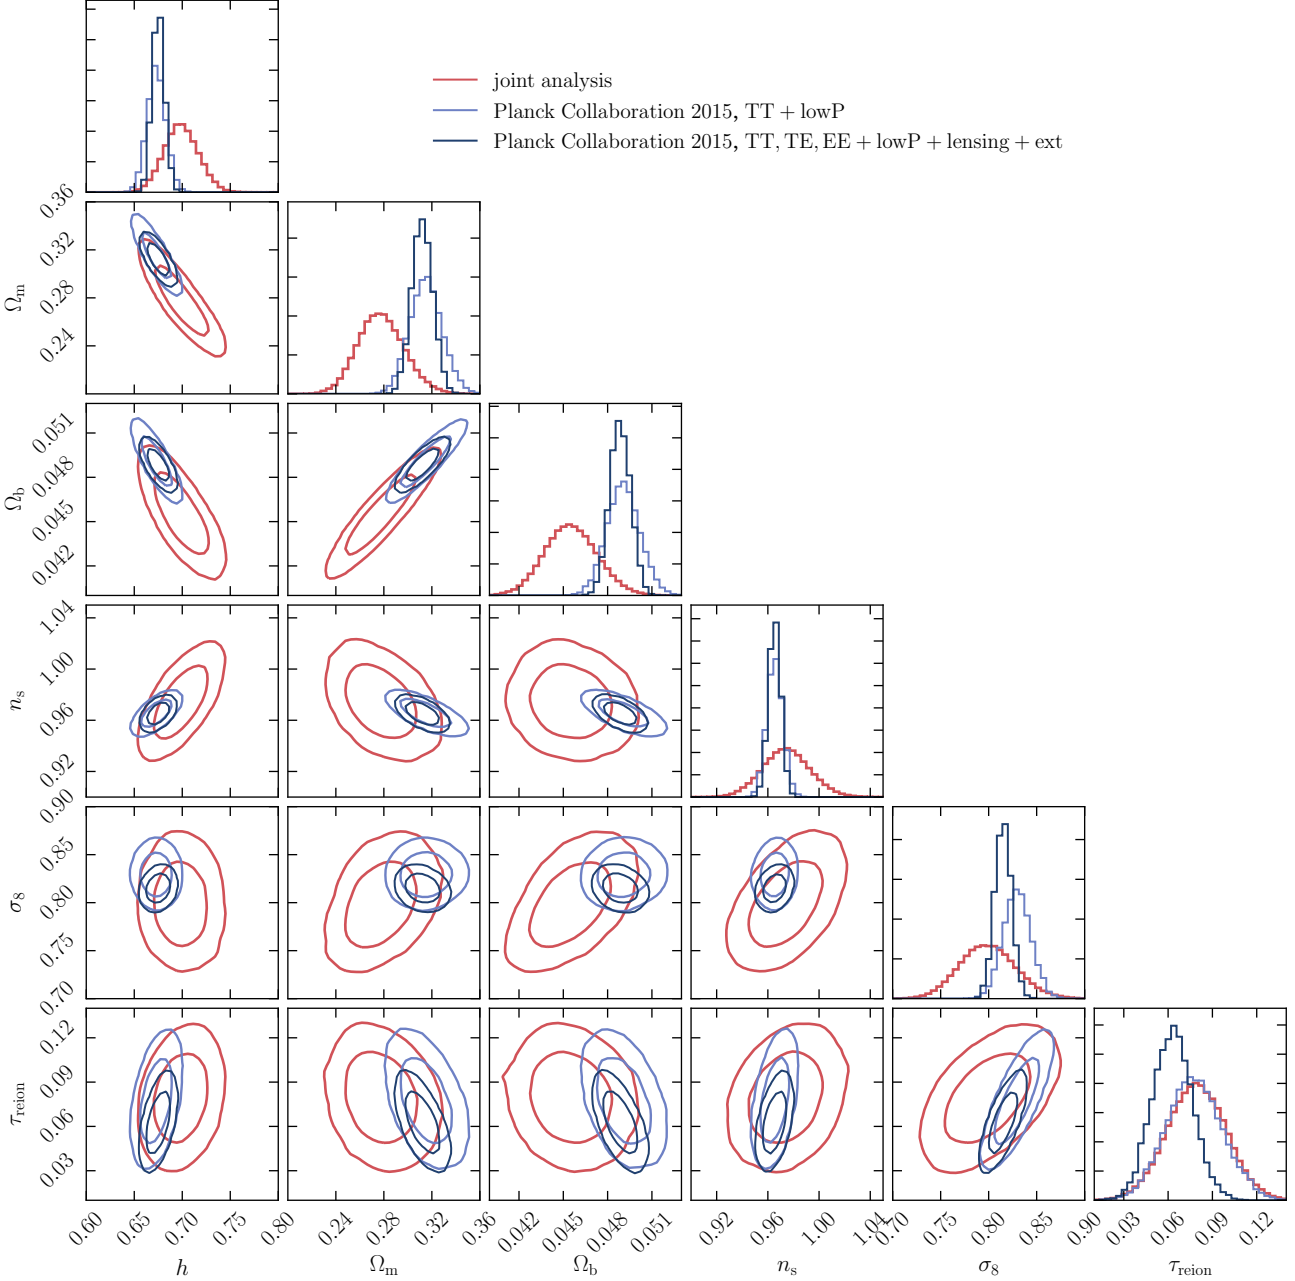 joint analysis
Planck Collaboration 2015, TT + lowP
Planck Collaboration 2015, TT, TE, EE + lowP + lensing + ext
0.36
0.32
0.28
0.24
Ωm
0.051
0.048
0.045
0.042
Ωb
1.04
1.00
0.96
0.92
ns
0.90
0.85
0.80
0.75
0.70
σ8
0.12
0.09
0.06
0.03
τreion
0.60 0.65 0.70 0.75 0.80
0.24 0.28 0.32 0.36
0.042 0.045 0.048 0.051
0.92 0.96 1.00 1.04
0.70 0.75 0.80 0.85 0.90
0.03 0.06 0.09 0.12
h Ωm Ωb ns σ8 τreion